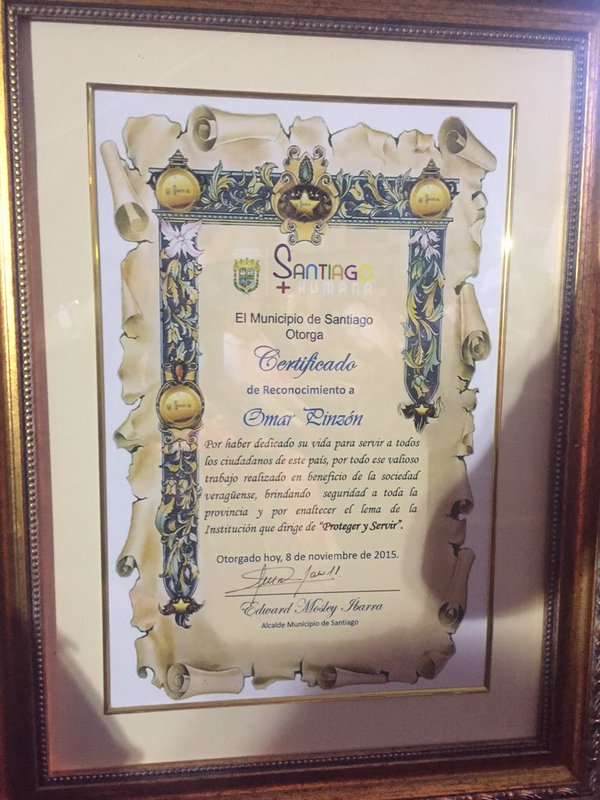 SANTIAGO
+ HUMANA
El Municipio de Santiago
Otorga
Certificado
de Reconocimiento a
Omar Pinzón
Por haber dedicado su vida para servir a todos
los ciudadanos de este país, por todo ese valioso
trabajo realizado en beneficio de la sociedad
veragüense, brindando seguridad a toda la
provincia y por enaltecer el lema de la
Institución que dirige de "Proteger y Servir".
Otorgado hoy, 8 de noviembre de 2015.
Edward Mosley Ibarra
Alcalde Municipio de Santiago